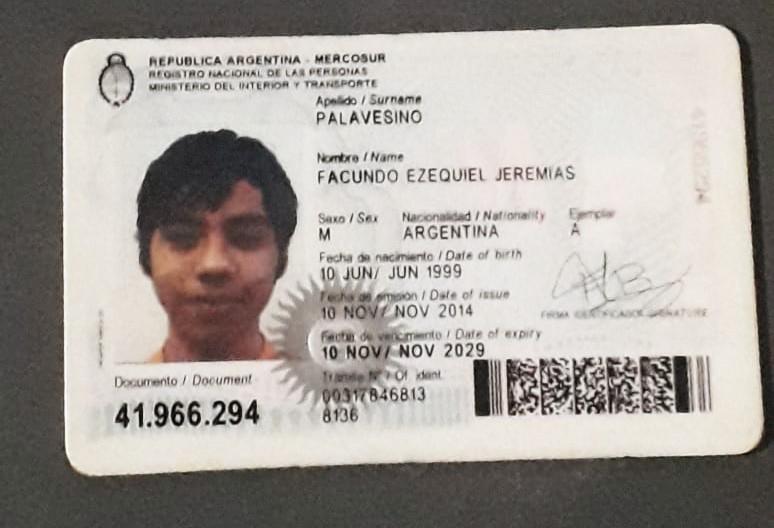 REPUBLICA ARGENTINA - MERCOSUR
REGISTRO NACIONAL DE LAS PERSONAS
MINISTERIO DEL INTERIOR Y TRANSPORTE
Apellido / Surname
PALAVESINO
Nombre / Name
FACUNDO EZEQUIEL JEREMIAS
Sexo / Sex Nacionalidad / Nationality Ejemplar
M ARGENTINA A
Fecha de nacimiento / Date of birth
10 JUN/ JUN 1999
Fecha de emisión / Date of issue
10 NOV/ NOV 2014
FIRMA IDENTIFICADO / SIGNATURE
Fecha de vencimiento / Date of expiry
10 NOV/ NOV 2029
Documento / Document
Trámite Nº / Of. ident.
41.966.294
00317846813
8136